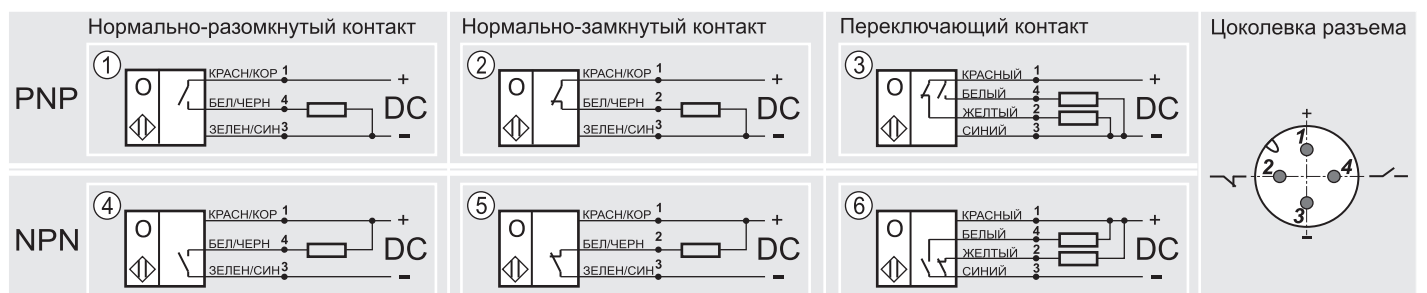 Нормально-разомкнутый контакт
Нормально-замкнутый контакт
Переключающий контакт
Цоколевка разъема
PNP
1
О
КРАСН/КОР 1
+
БЕЛ/ЧЕРН 4
DC
ЗЕЛЕН/СИН 3
-
2
О
КРАСН/КОР 1
+
БЕЛ/ЧЕРН 2
DC
ЗЕЛЕН/СИН 3
-
3
О
КРАСНЫЙ 1
+
БЕЛЫЙ 4
DC
ЖЕЛТЫЙ 2
СИНИЙ 3
-
+
1
2
4
3
-
NPN
4
О
КРАСН/КОР 1
+
БЕЛ/ЧЕРН 4
DC
ЗЕЛЕН/СИН 3
-
5
О
КРАСН/КОР 1
+
БЕЛ/ЧЕРН 2
DC
ЗЕЛЕН/СИН 3
-
6
О
КРАСНЫЙ 1
+
БЕЛЫЙ 4
DC
ЖЕЛТЫЙ 2
СИНИЙ 3
-